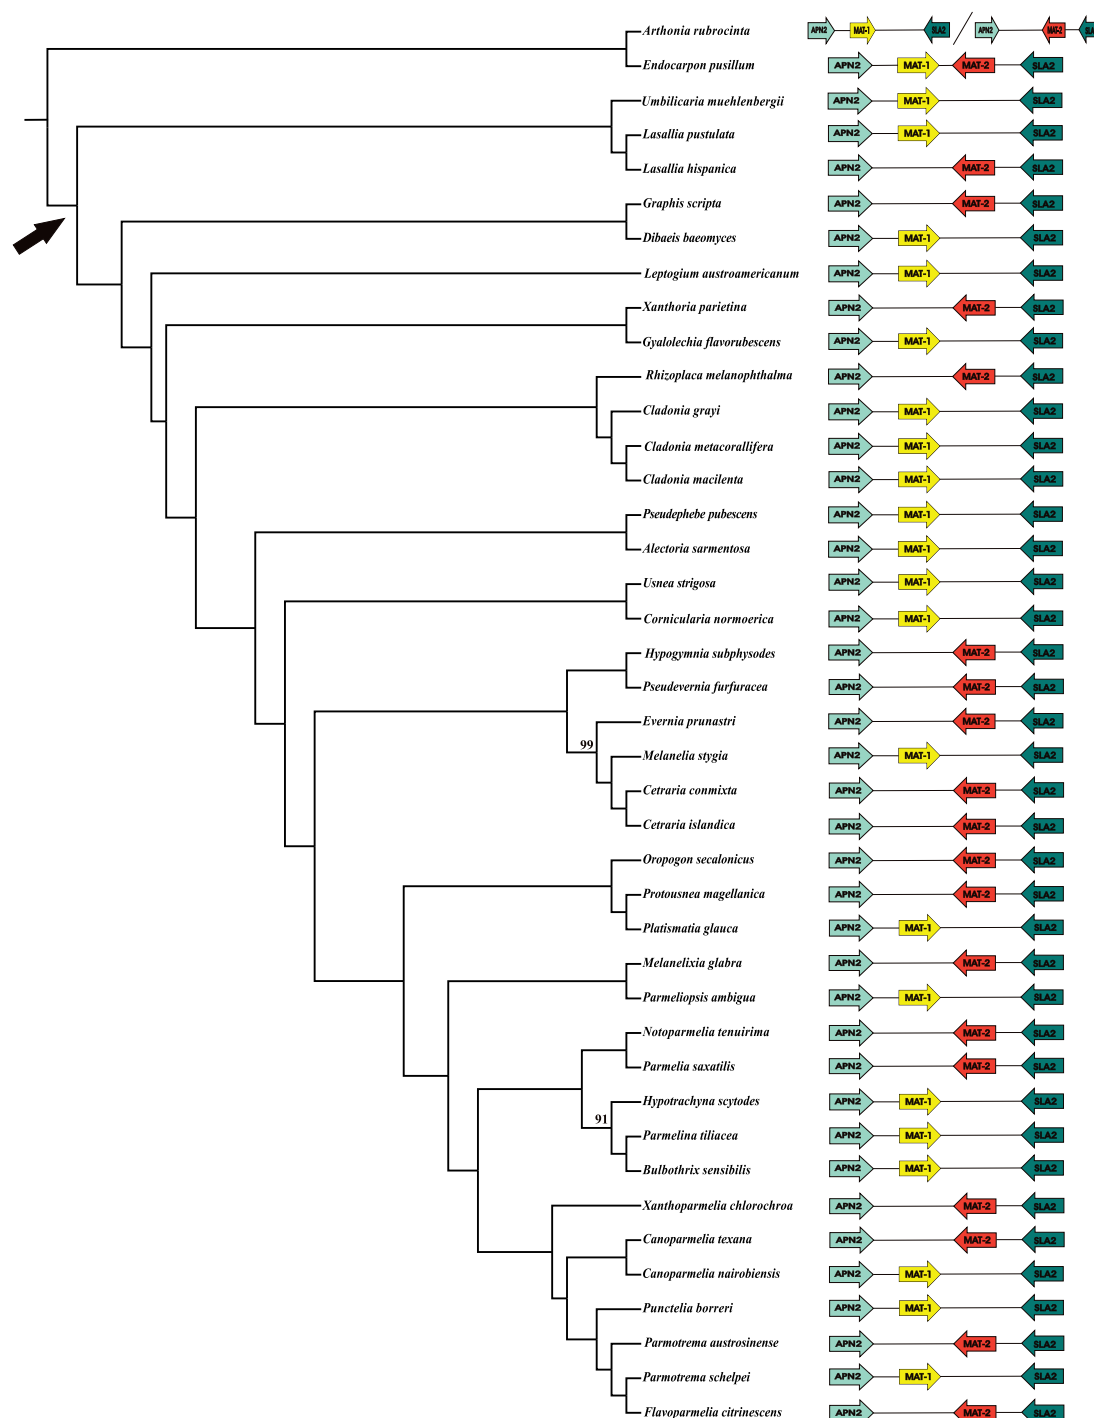 Arthonia rubrocinta APN2 MAT-1 SLA2 / APN2 MAT-2
Endocarpon pusillum APN2 MAT-1 MAT-2 SLA2
Umbilicaria muehlenbergii APN2 MAT-1 SLA2
Lasallia pustulata APN2 MAT-1 SLA2
Lasallia hispanica APN2 MAT-2 SLA2
Graphis scripta APN2 MAT-2 SLA2
Dibaeis baeomyces APN2 MAT-1 SLA2
Leptogium austroamericanum APN2 MAT-1 SLA2
Xanthoria parietina APN2 MAT-2 SLA2
Gyalolechia flavorubescens APN2 MAT-1 SLA2
Rhizoplaca melanophthalma APN2 MAT-2 SLA2
Cladonia grayi APN2 MAT-1 SLA2
Cladonia metacorallifera APN2 MAT-1 SLA2
Cladonia macilenta APN2 MAT-1 SLA2
Pseudephebe pubescens APN2 MAT-1 SLA2
Alectoria sarmentosa APN2 MAT-1 SLA2
Usnea strigosa APN2 MAT-1 SLA2
Cornicularia normoerica APN2 MAT-1 SLA2
Hypogymnia subphysodes APN2 MAT-2 SLA2
Pseudevernia furfuracea APN2 MAT-2 SLA2
Evernia prunastri APN2 MAT-2 SLA2
99
Melanelia stygia APN2 MAT-1 SLA2
Cetraria conmixta APN2 MAT-2 SLA2
Cetraria islandica APN2 MAT-2 SLA2
Oropogon secalonicus APN2 MAT-2 SLA2
Protousnea magellanica APN2 MAT-2 SLA2
Platismatia glauca APN2 MAT-1 SLA2
Melanelixia glabra APN2 MAT-2 SLA2
Parmeliopsis ambigua APN2 MAT-1 SLA2
Notoparmelia tenuirima APN2 MAT-2 SLA2
Parmelia saxatilis APN2 MAT-2 SLA2
Hypotrachyna scytodes APN2 MAT-1 SLA2
91
Parmelina tiliacea APN2 MAT-1 SLA2
Bulbothrix sensibilis APN2 MAT-1 SLA2
Xanthoparmelia chlorochroa APN2 MAT-2 SLA2
Canoparmelia texana APN2 MAT-2 SLA2
Canoparmelia nairobiensis APN2 MAT-1 SLA2
Punctelia borreri APN2 MAT-1 SLA2
Parmotrema austrosinense APN2 MAT-2 SLA2
Parmotrema schelpei APN2 MAT-1 SLA2
Flavoparmelia citrinescens APN2 MAT-2 SLA2